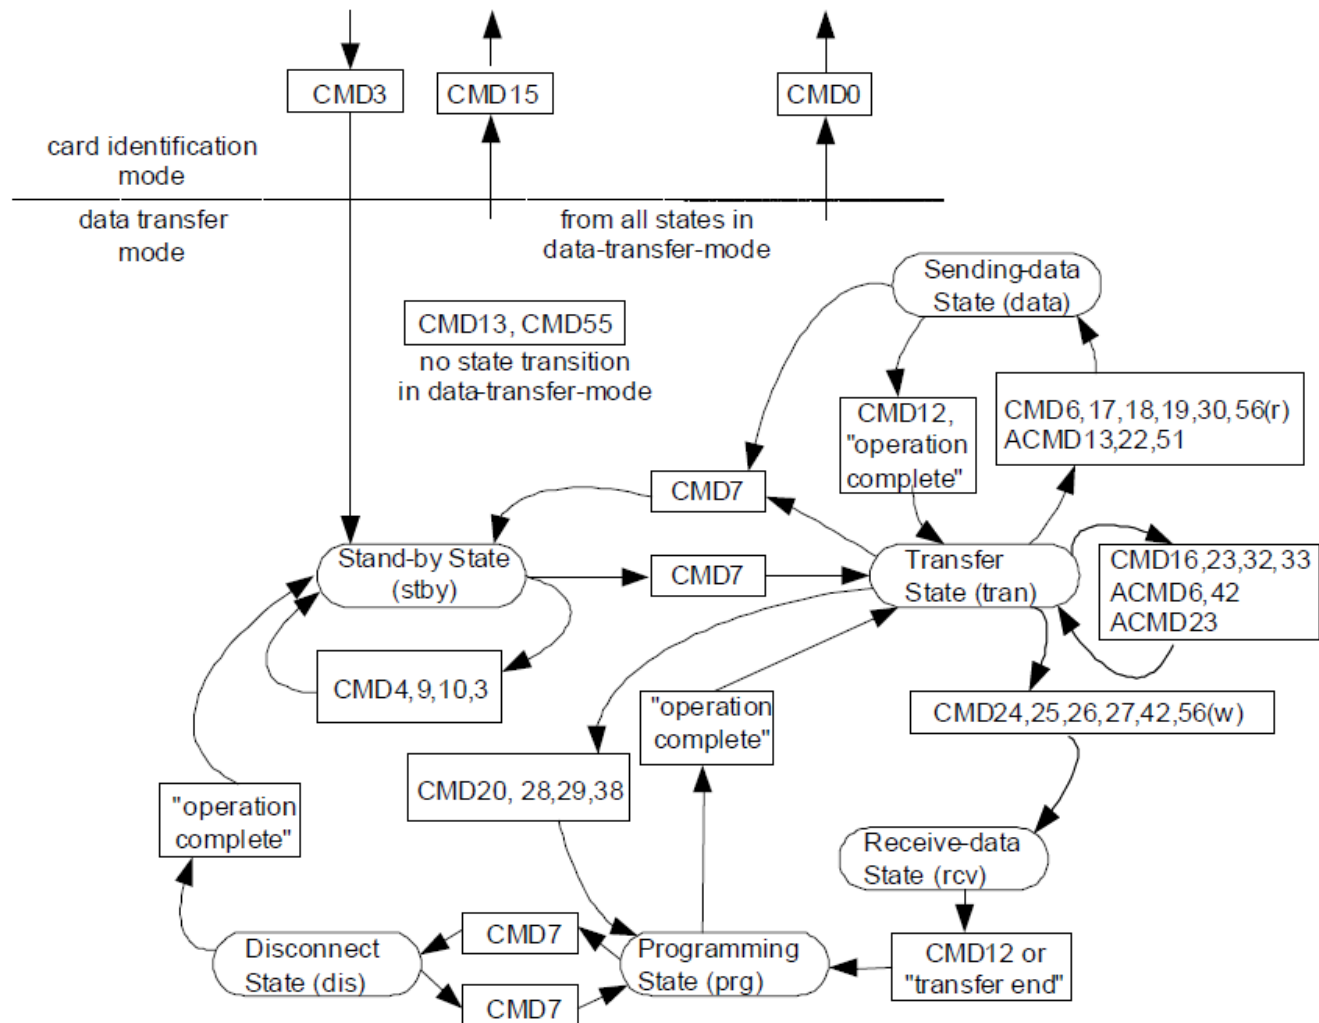 CMD3
CMD15
CMD0
card identification
mode
data transfer
mode
from all states in
data-transfer-mode
Sending-data
State (data)
CMD13, CMD55
no state transition
in data-transfer-mode
CMD12,
"operation
complete"
CMD6,17,18,19,30,56(r)
ACMD13,22,51
CMD7
Stand-by State
(stby)
CMD7
Transfer
State (tran)
CMD16,23,32,33
ACMD6,42
ACMD23
CMD4,9,10,3
"operation
complete"
CMD24,25,26,27,42,56(w)
CMD20, 28,29,38
"operation
complete"
Receive-data
State (rcv)
CMD7
Disconnect
State (dis)
Programming
State (prg)
CMD12 or
"transfer end"
CMD7